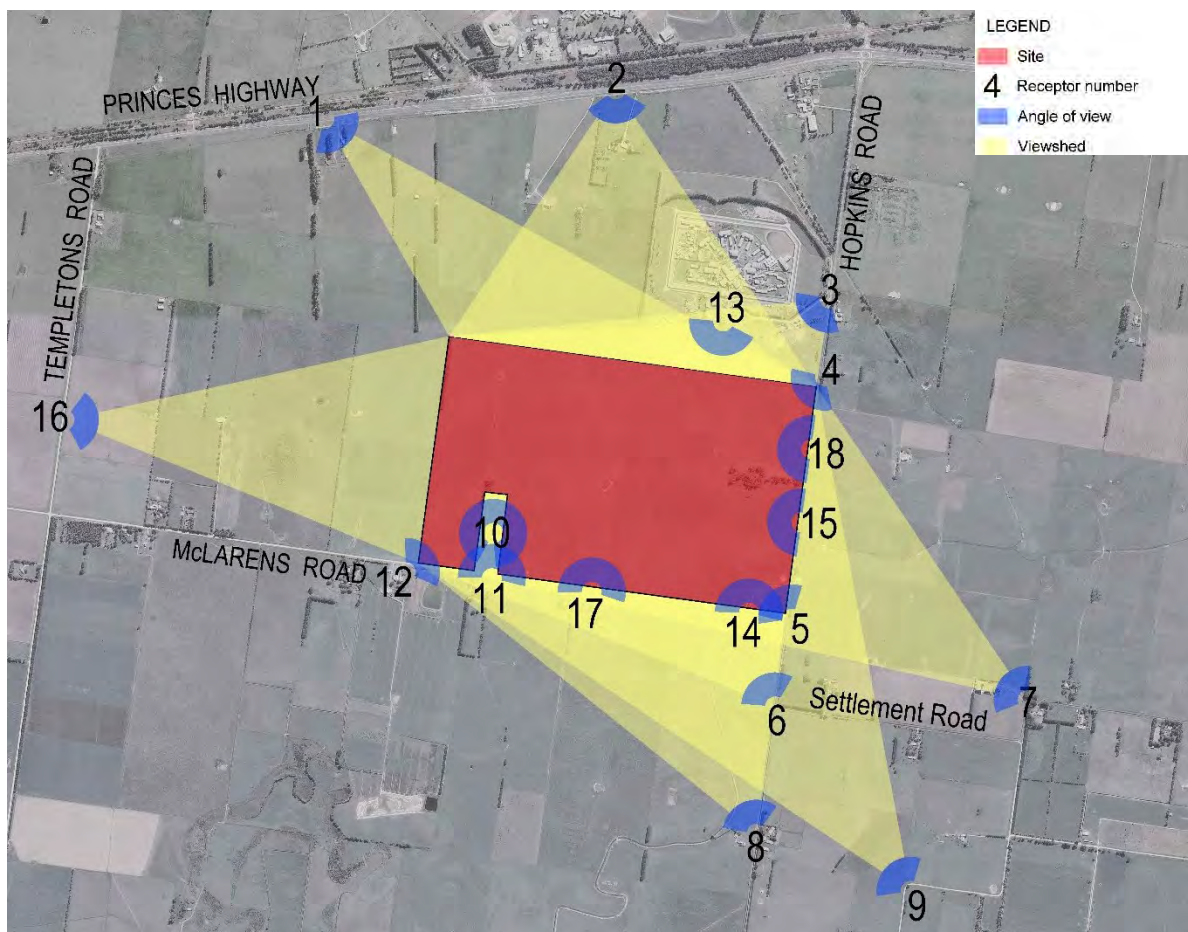 LEGEND
Site
4 Receptor number
Angle of view
Viewshed
PRINCES HIGHWAY
1
2
HOPKINS ROAD
TEMPLETONS ROAD
3
13
4
16
18
15
10
McLARENS ROAD
12
11
17
14
5
6
Settlement Road
7
8
9